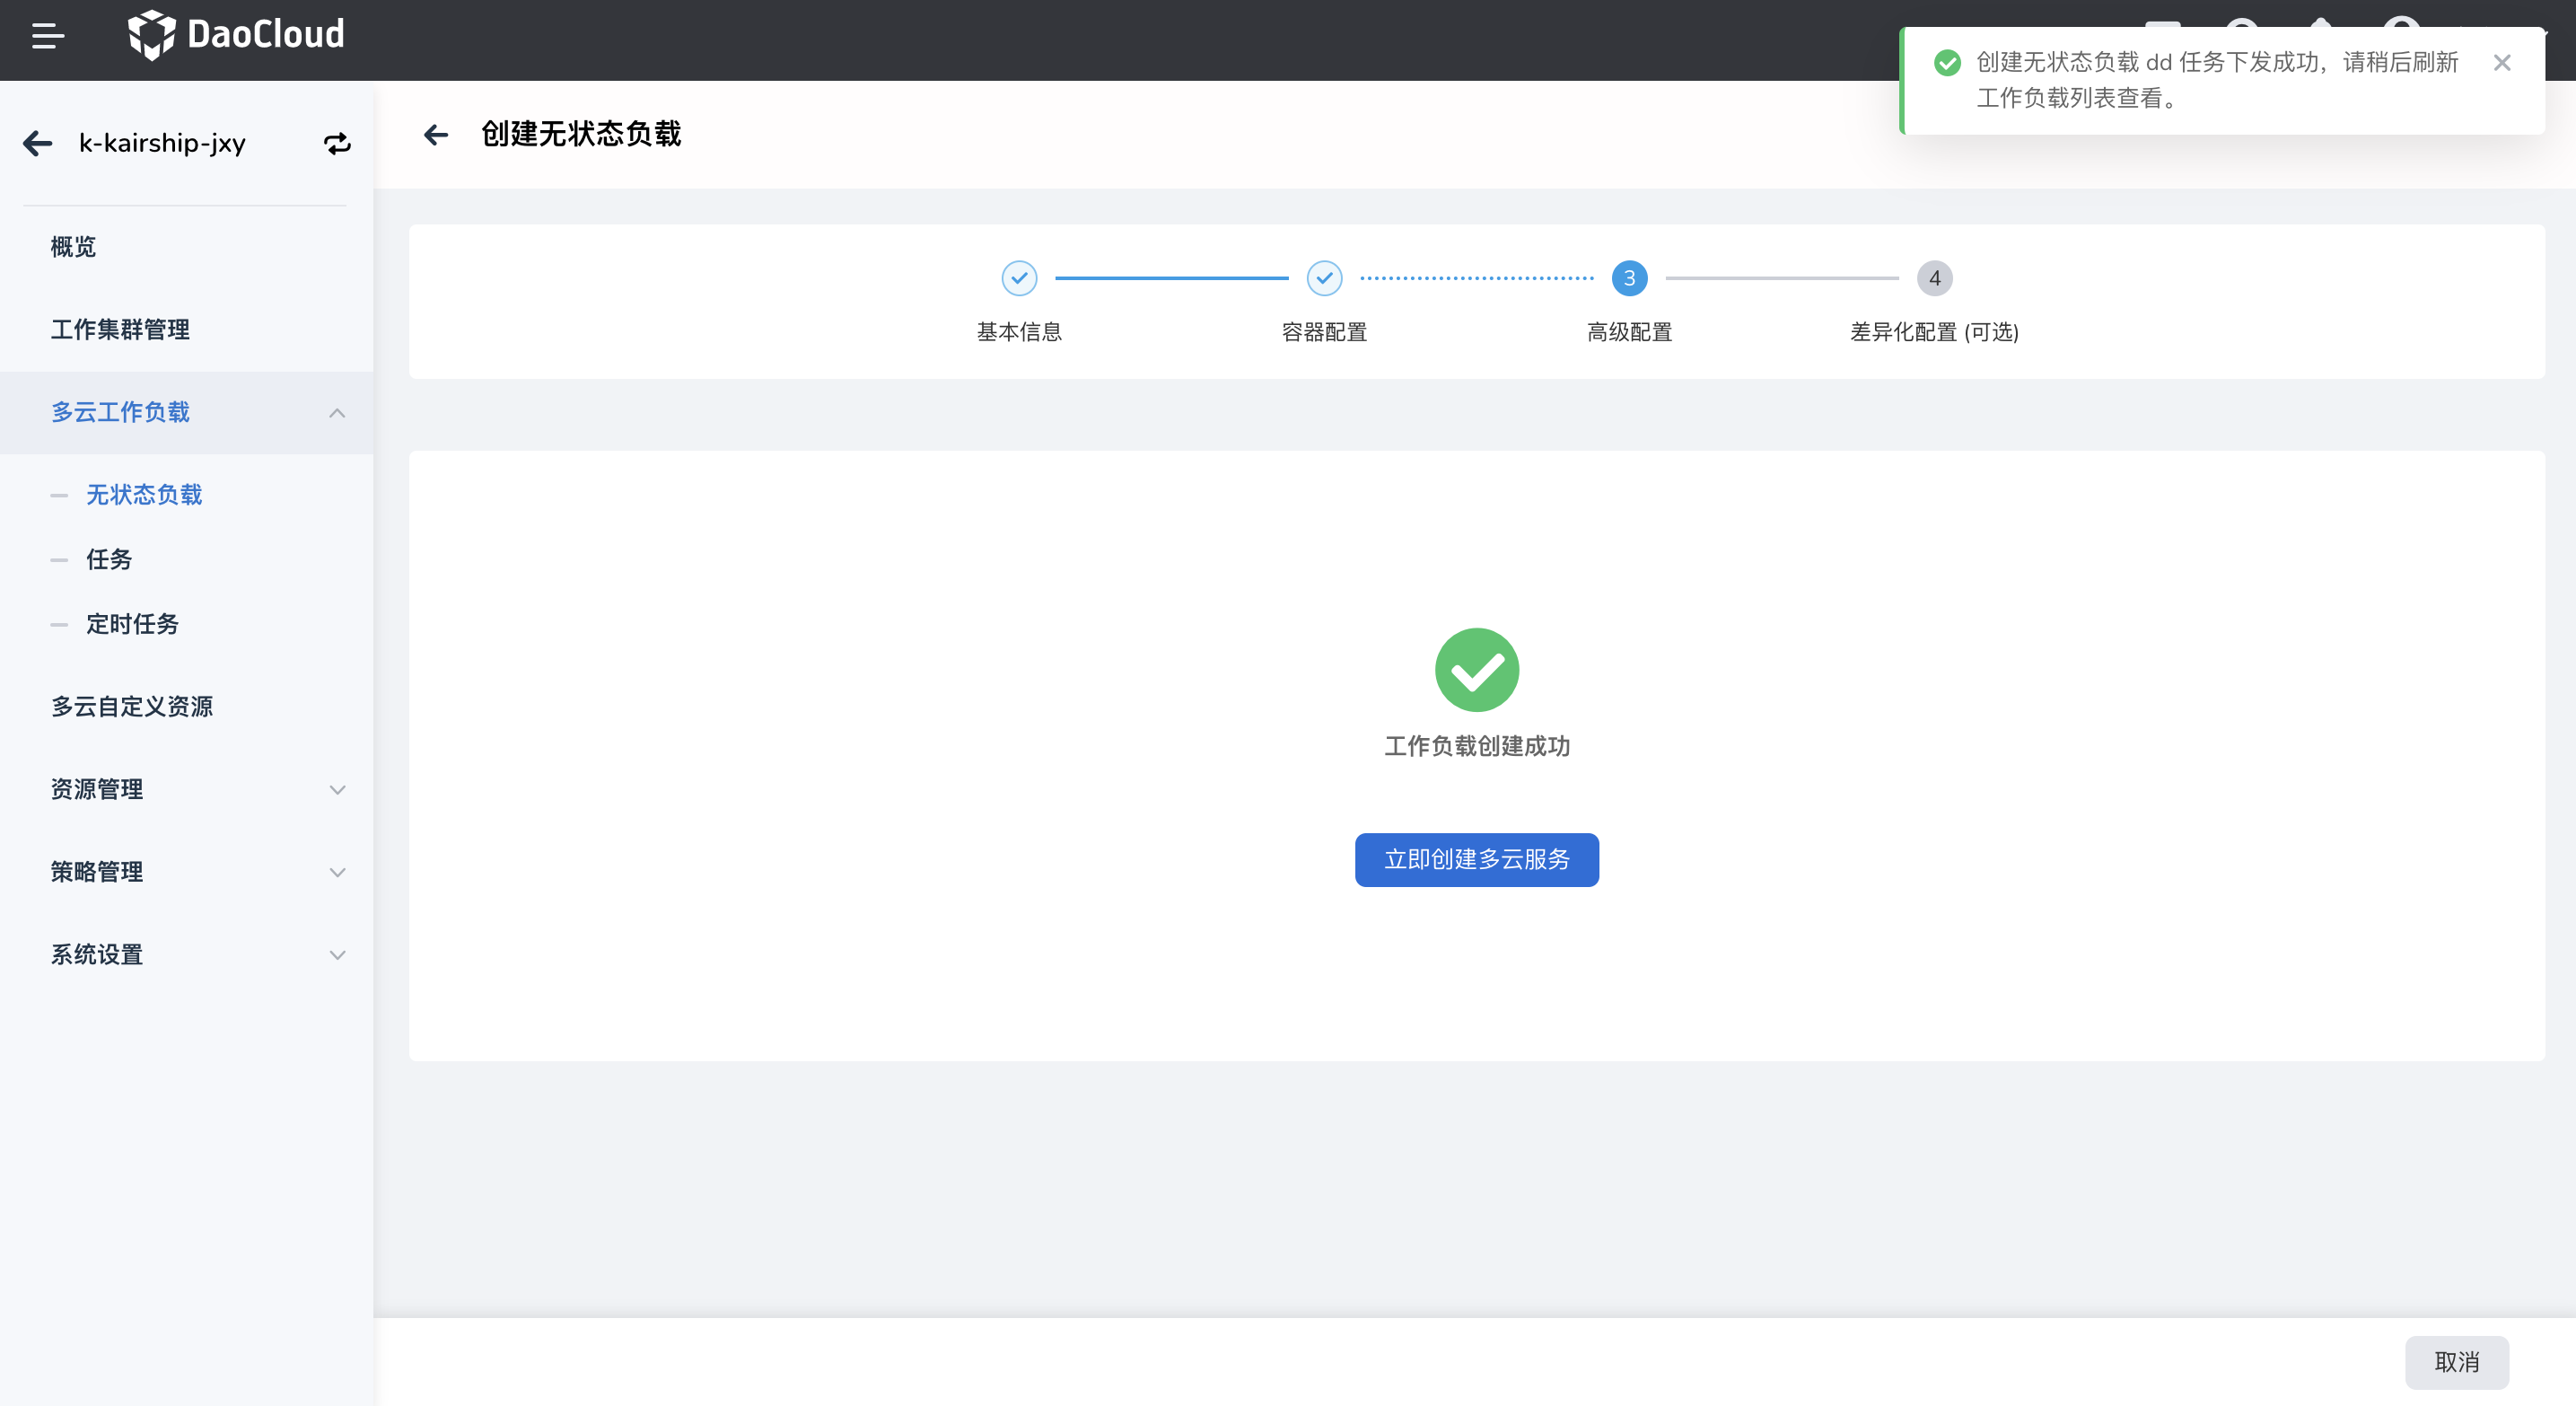 DaoCloud
创建无状态负载 dd 任务下发成功，请稍后刷新
工作负载列表查看。
k-kairship-jxy
创建无状态负载
概览
工作集群管理
多云工作负载
无状态负载
任务
定时任务
多云自定义资源
资源管理
策略管理
系统设置
3
4
基本信息
容器配置
高级配置
差异化配置 (可选)
工作负载创建成功
立即创建多云服务
取消